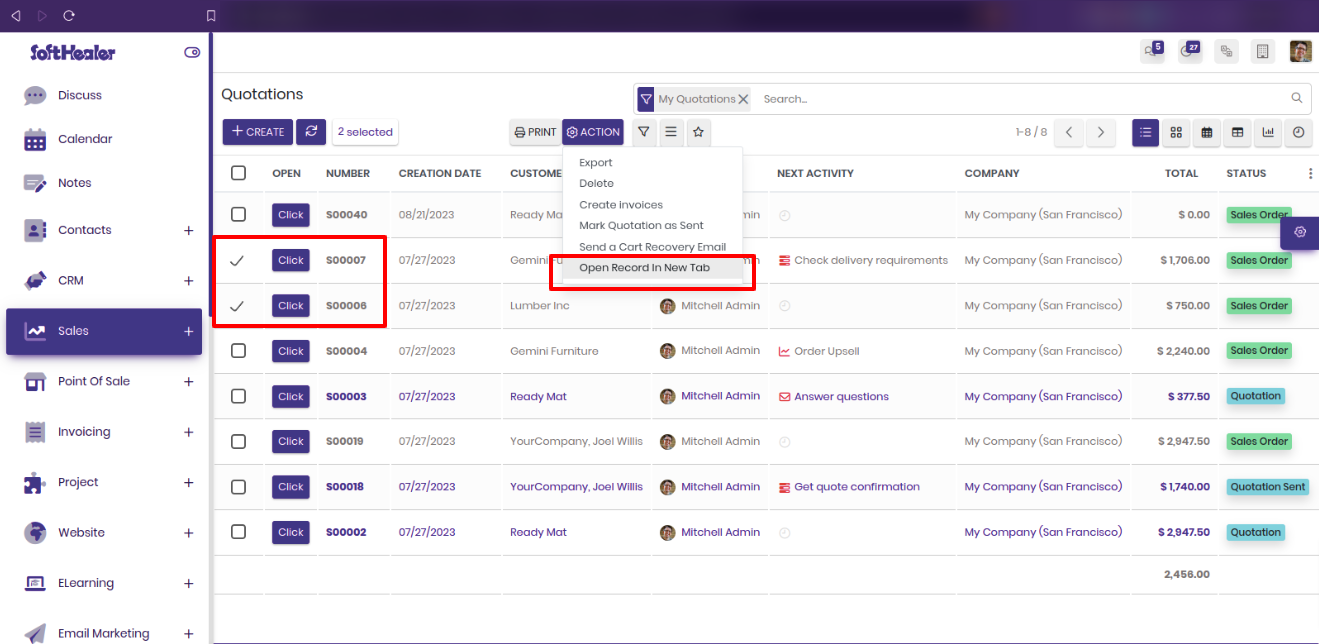 SoftHealer
5
27
Discuss
Calendar
Notes
Contacts +
CRM +
Sales +
Point Of Sale +
Invoicing +
Project +
Website +
ELearning +
Email Marketing +
Quotations
My Quotations
Search...
+ CREATE
2 selected
PRINT
ACTION
1-8 / 8
Export
Delete
Create invoices
Mark Quotation as Sent
Send a Cart Recovery Email
Open Record In New Tab
OPEN NUMBER CREATION DATE CUSTOME NEXT ACTIVITY COMPANY TOTAL STATUS
Click S00040 08/21/2023 Ready Ma min My Company (San Francisco) $ 0.00 Sales Order
Click S00007 07/27/2023 Gemini Fu Admin Check delivery requirements My Company (San Francisco) $ 1,706.00 Sales Order
Click S00006 07/27/2023 Lumber Inc Mitchell Admin My Company (San Francisco) $ 750.00 Sales Order
Click S00004 07/27/2023 Gemini Furniture Mitchell Admin Order Upsell My Company (San Francisco) $ 2,240.00 Sales Order
Click S00003 07/27/2023 Ready Mat Mitchell Admin Answer questions My Company (San Francisco) $ 377.50 Quotation
Click S00019 07/27/2023 YourCompany, Joel Willis Mitchell Admin My Company (San Francisco) $ 2,947.50 Sales Order
Click S00018 07/27/2023 YourCompany, Joel Willis Mitchell Admin Get quote confirmation My Company (San Francisco) $ 1,740.00 Quotation Sent
Click S00002 07/27/2023 Ready Mat Mitchell Admin My Company (San Francisco) $ 2,947.50 Quotation
2,456.00